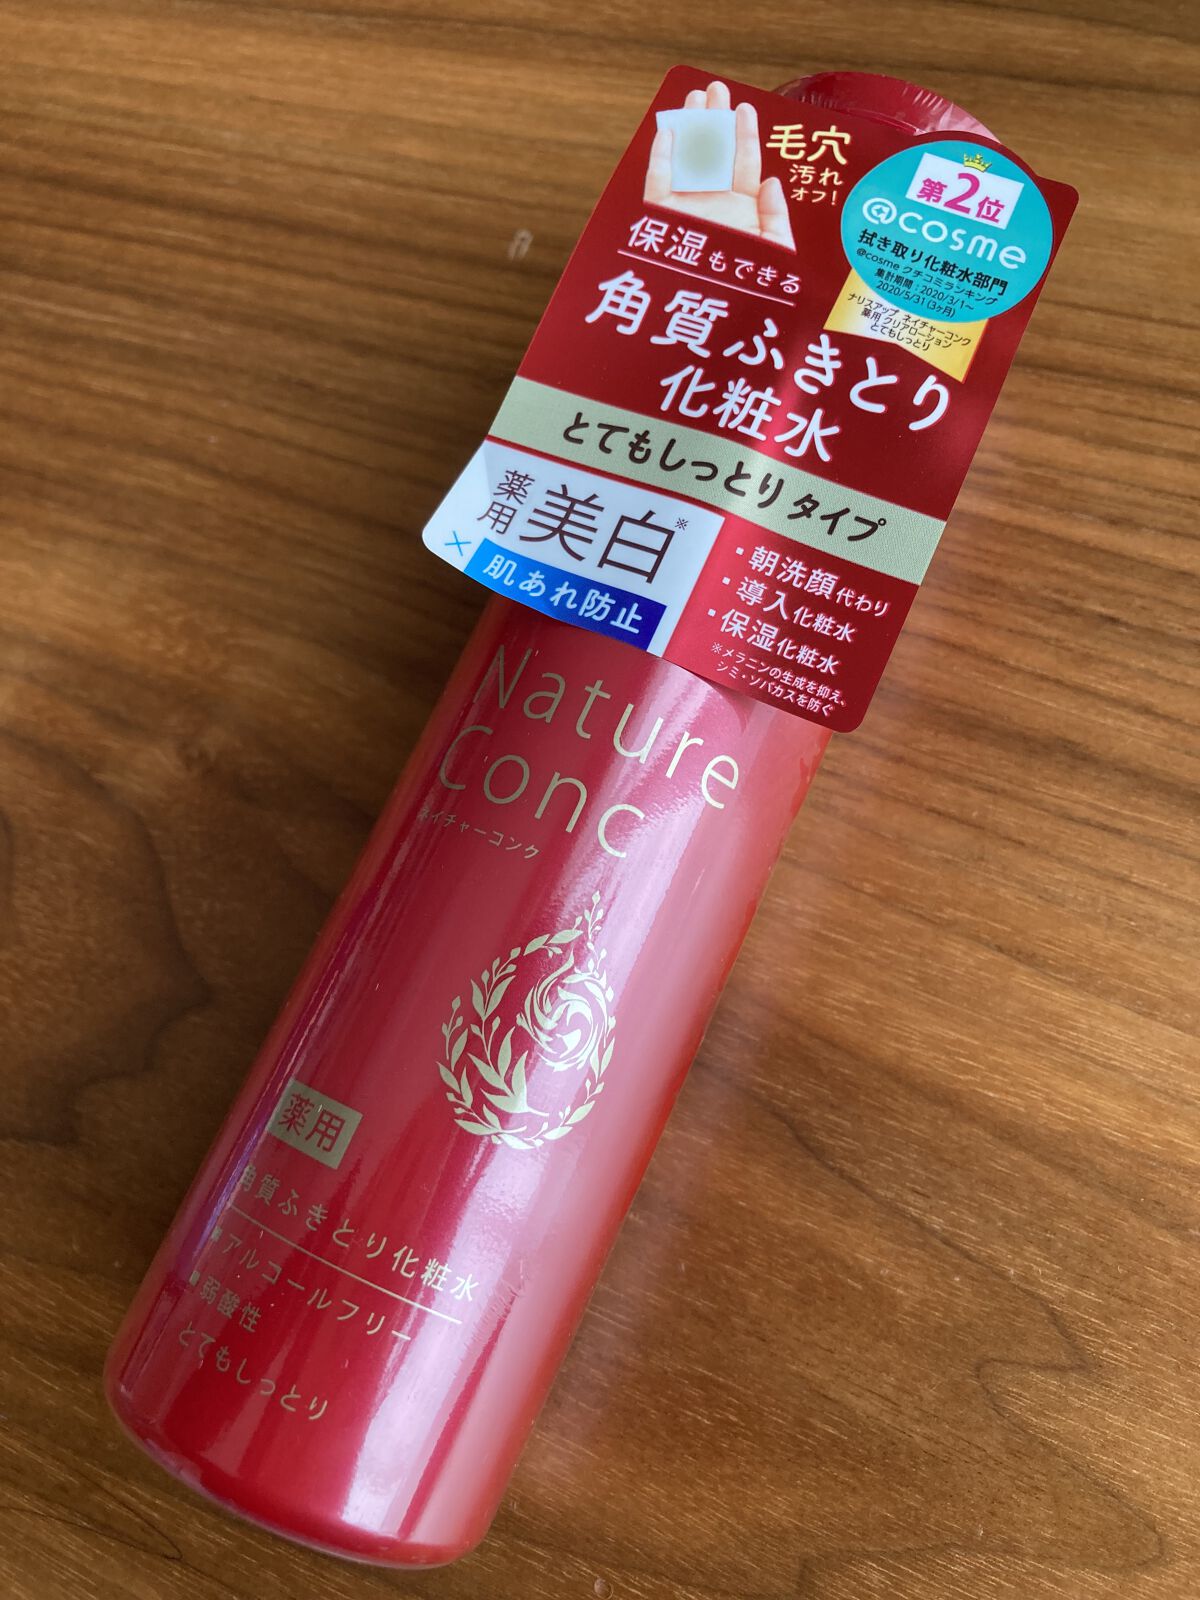 毛穴
汚れ
オフ!
第2位
@cosme
拭き取り化粧水部門
@cosme クチコミランキング
集計期間:2020/3/1〜
2020/5/31(3ヶ月)
ナリスアップ ネイチャーコンク
薬用 クリアローション
とてもしっとり
保湿もできる
角質ふきとり
化粧水
とてもしっとりタイプ
薬用
美白※
×
肌あれ防止
・朝洗顔代わり
・導入化粧水
・保湿化粧水
※メラニンの生成を抑え、
シミ・ソバカスを防ぐ
Nature
Conc
ネイチャーコンク
薬用
角質ふきとり化粧水
■アルコールフリー
■弱酸性
とてもしっとり